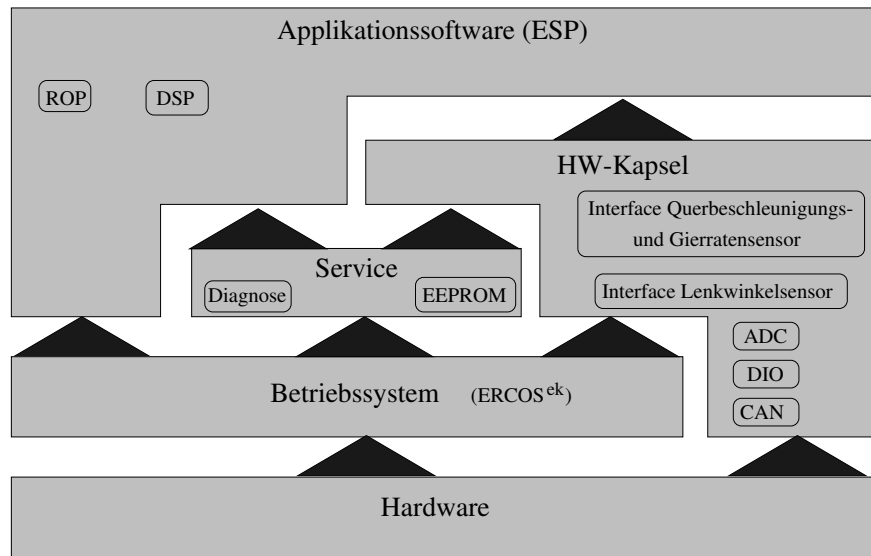 Applikationssoftware (ESP)
ROP
DSP
HW-Kapsel
Interface Querbeschleunigungs-
und Gierratensensor
Service
Diagnose
EEPROM
Interface Lenkwinkelsensor
ADC
DIO
CAN
Betriebssystem (ERCOS ek)
Hardware